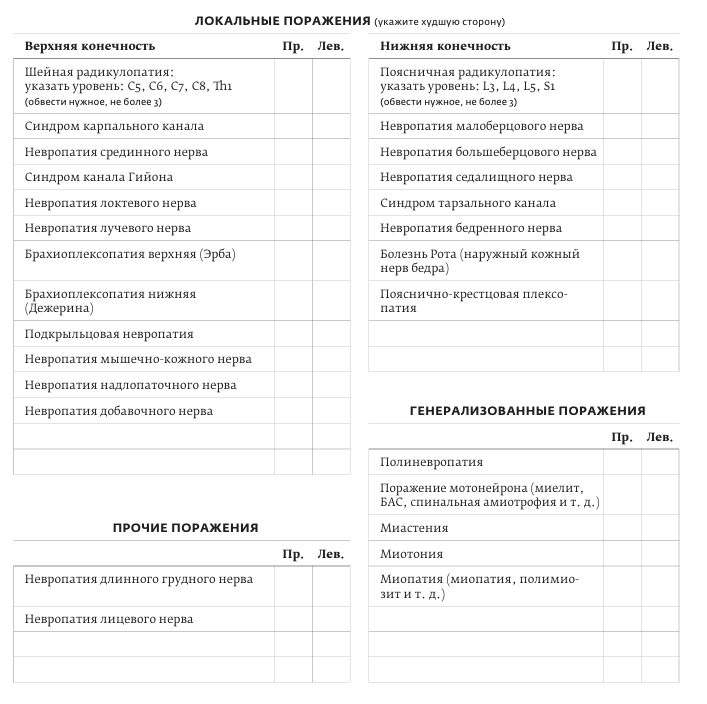 ЛОКАЛЬНЫЕ ПОРАЖЕНИЯ (укажите худшую сторону)
Верхняя конечность Пр. Лев.
Шейная радикулопатия:
указать уровень: C5, C6, C7, C8, Th1
(обвести нужное, не более 3)
Синдром карпального канала
Невропатия срединного нерва
Синдром канала Гийона
Невропатия локтевого нерва
Невропатия лучевого нерва
Брахиоплексопатия верхняя (Эрба)
Брахиоплексопатия нижняя
(Дежерина)
Подкрыльцовая невропатия
Невропатия мышечно-кожного нерва
Невропатия надлопаточного нерва
Невропатия добавочного нерва
ПРОЧИЕ ПОРАЖЕНИЯ
Пр. Лев.
Невропатия длинного грудного нерва
Невропатия лицевого нерва
Нижняя конечность Пр. Лев.
Поясничная радикулопатия:
указать уровень: L3, L4, L5, S1
(обвести нужное, не более 3)
Невропатия малоберцового нерва
Невропатия большеберцового нерва
Невропатия седалищного нерва
Синдром тарзального канала
Невропатия бедренного нерва
Болезнь Рота (наружный кожный
нерв бедра)
Пояснично-крестцовая плексо-
патия
ГЕНЕРАЛИЗОВАННЫЕ ПОРАЖЕНИЯ
Пр. Лев.
Полиневропатия
Поражение мотонейрона (миелит,
БАС, спинальная амиотрофия и т. д.)
Миастения
Миотония
Миопатия (миопатия, полимио-
зит и т. д.)